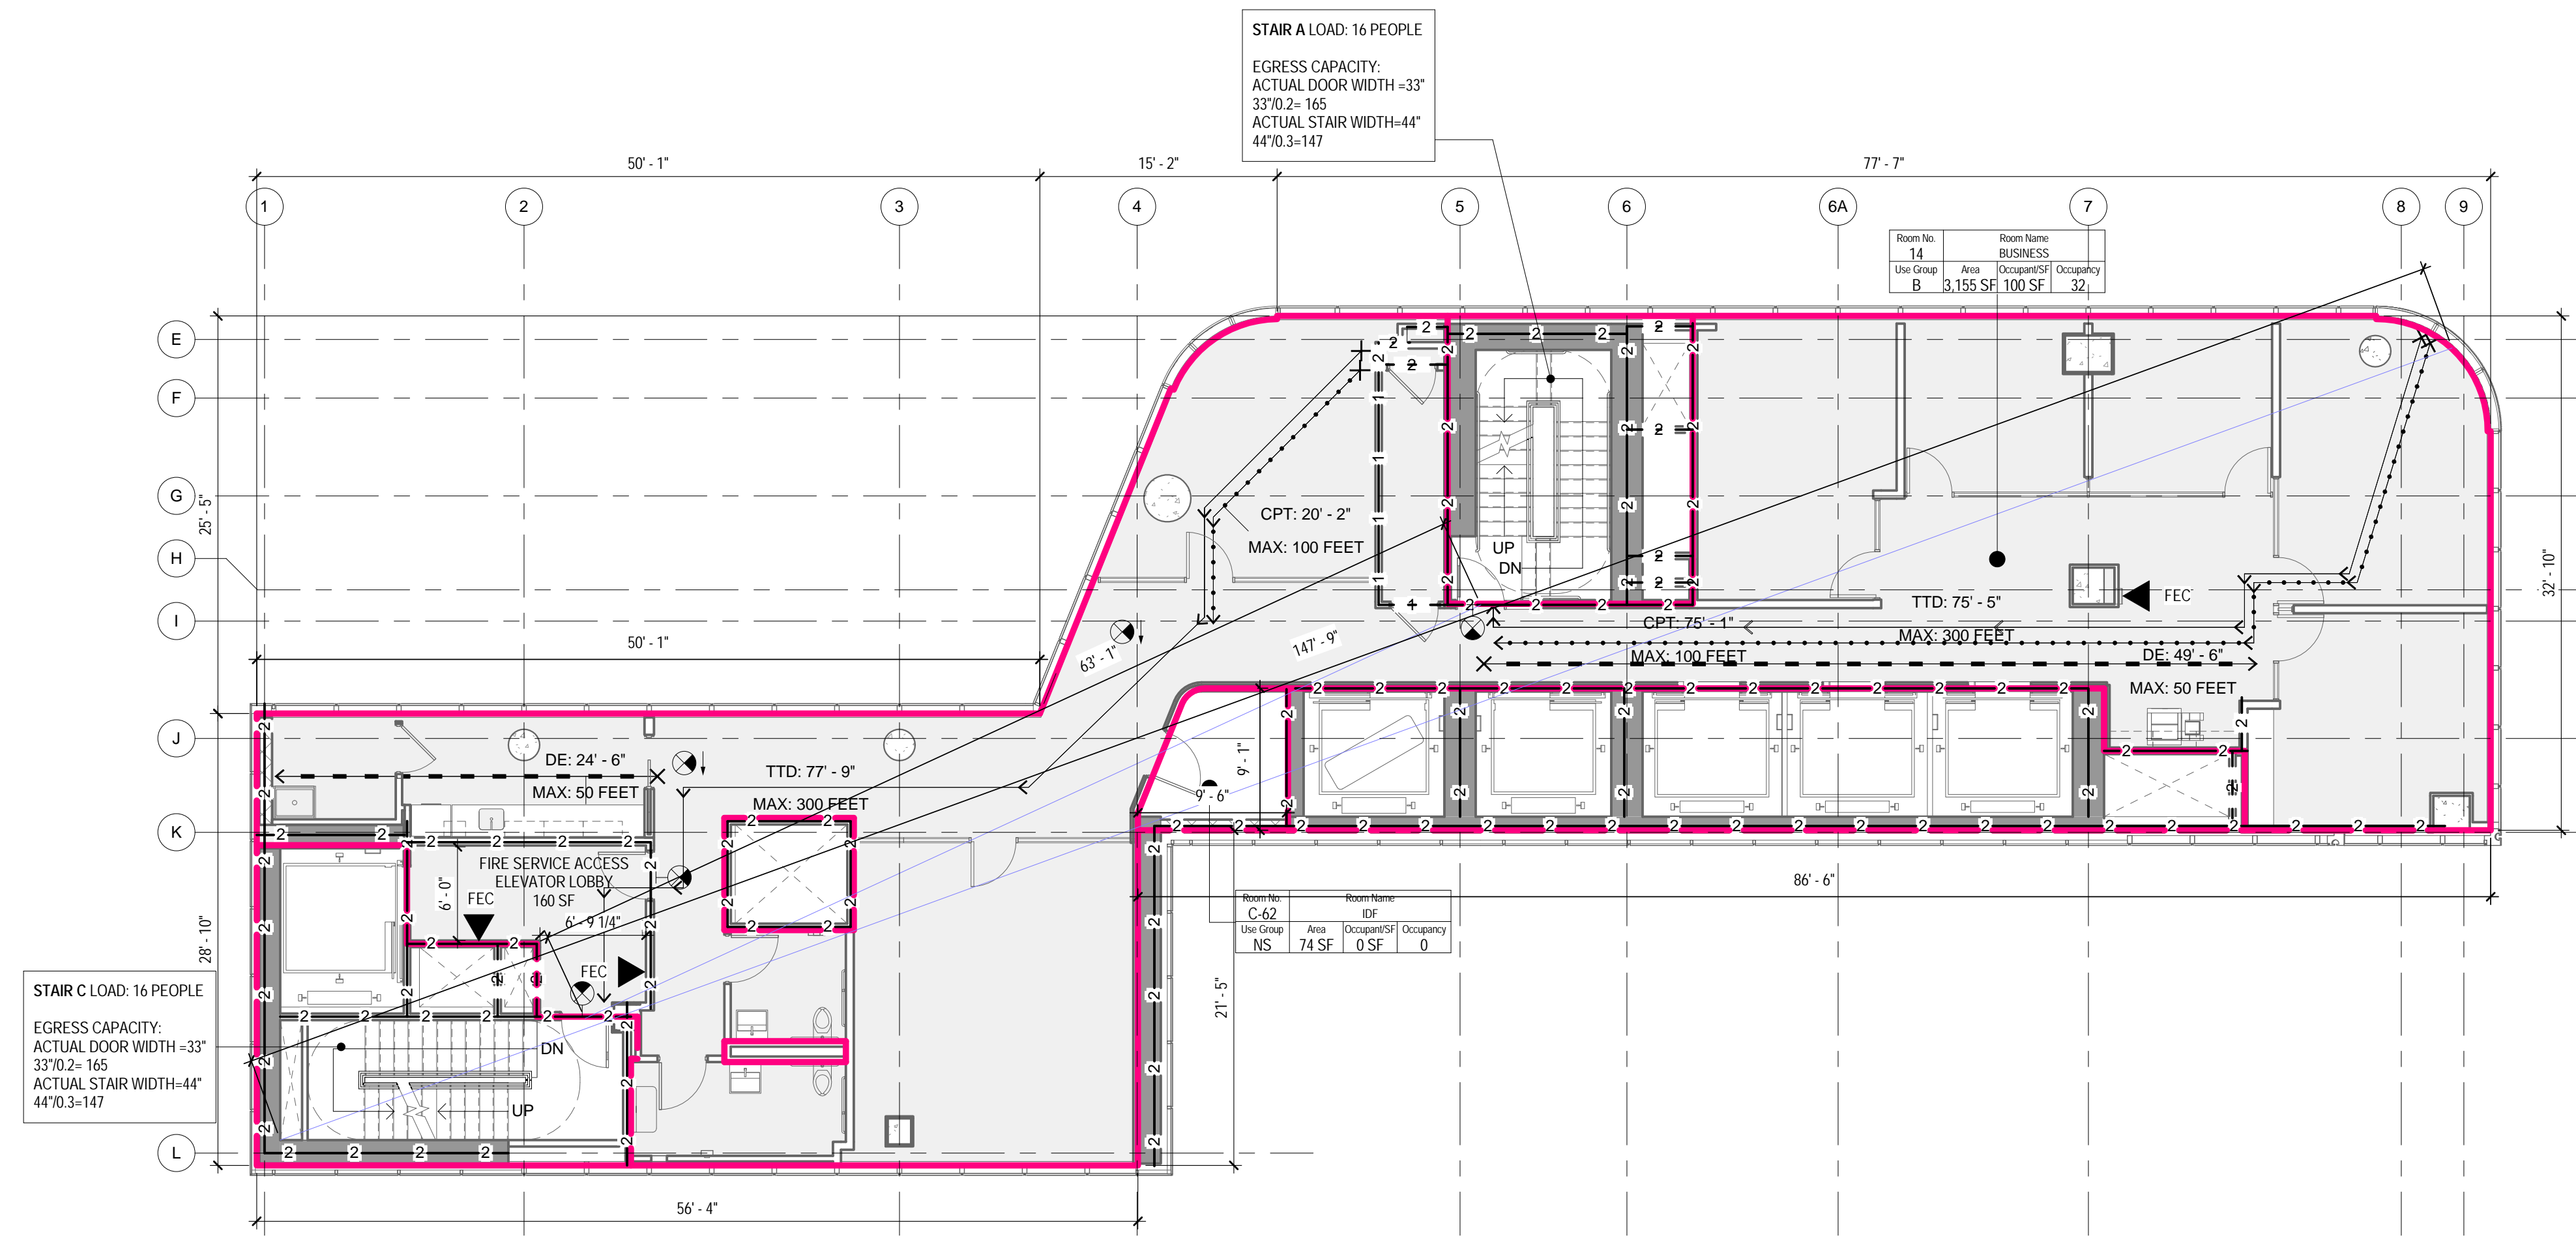 STAIR A LOAD: 16 PEOPLE
EGRESS CAPACITY:
ACTUAL DOOR WIDTH =33"
33"/0.2= 165
ACTUAL STAIR WIDTH=44"
44"/0.3=147
50' - 1"
15' - 2"
77' - 7"
1
2
3
4
5
6
6A
7
8
9
Room No.
Room Name
14
BUSINESS
Use Group
Area
Occupant/SF
Occupancy
B
3,155 SF
100 SF
32
E
F
G
H
I
J
K
L
25' - 5"
28' - 10"
32' - 10"
50' - 1"
CPT: 20' - 2"
MAX: 100 FEET
UP
DN
63' - 1"
147' - 9"
TTD: 75' - 5"
MAX: 300 FEET
CPT: 75' - 1"
MAX: 100 FEET
DE: 49' - 6"
MAX: 50 FEET
FEC
DE: 24' - 6"
MAX: 50 FEET
TTD: 77' - 9"
MAX: 300 FEET
9' - 1"
9' - 6"
FIRE SERVICE ACCESS
ELEVATOR LOBBY
160 SF
6' - 0"
FEC
6' - 9 1/4"
FEC
86' - 6"
Room No.
Room Name
C-62
IDF
Use Group
Area
Occupant/SF
Occupancy
NS
74 SF
0 SF
0
21' - 5"
STAIR C LOAD: 16 PEOPLE
EGRESS CAPACITY:
ACTUAL DOOR WIDTH =33"
33"/0.2= 165
ACTUAL STAIR WIDTH=44"
44"/0.3=147
DN
UP
56' - 4"